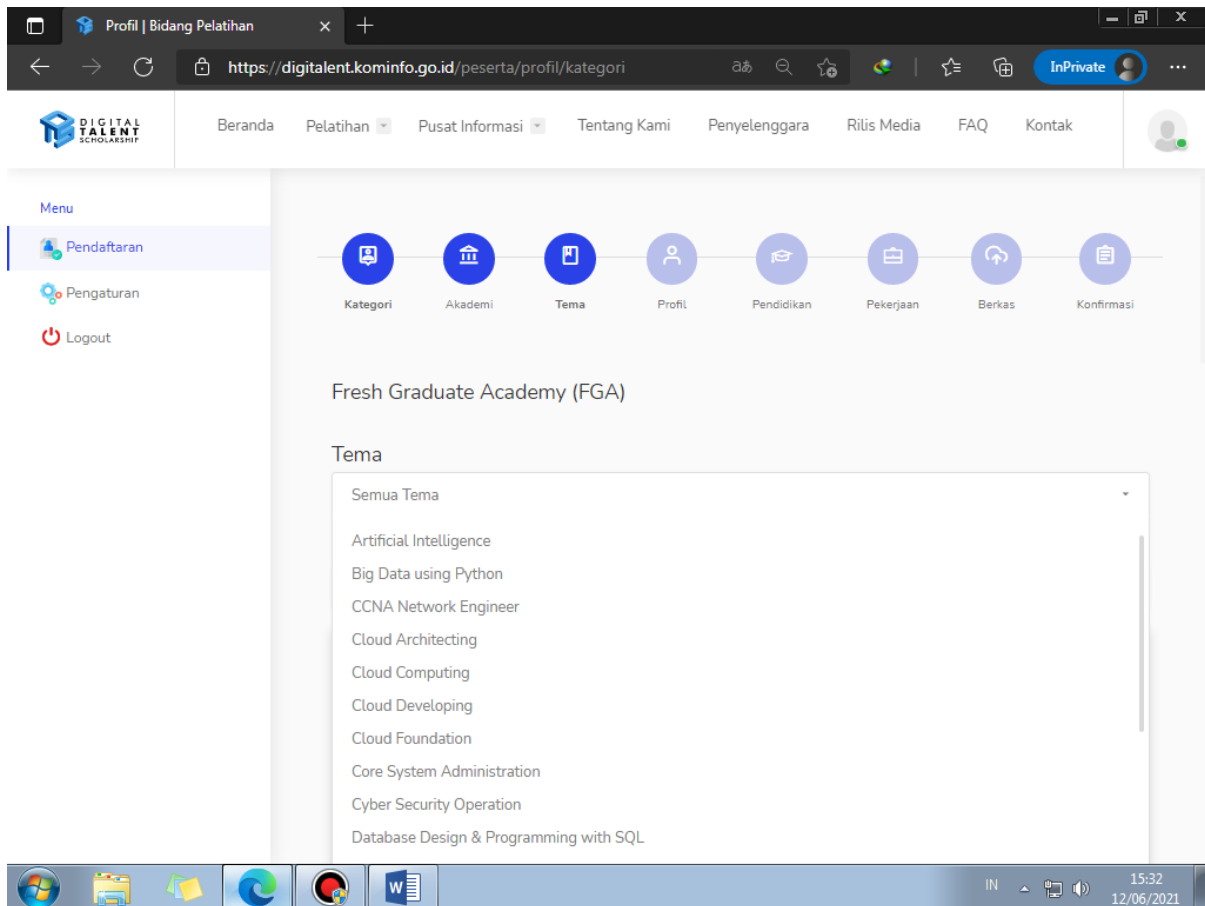 Profil | Bidang Pelatihan
https://digitalent.kominfo.go.id/peserta/profil/kategori
aあ
InPrivate
DIGITAL
TALENT
SCHOLARSHIP
Beranda Pelatihan Pusat Informasi Tentang Kami Penyelenggara Rilis Media FAQ Kontak
Menu
Pendaftaran
Pengaturan
Logout
Kategori Akademi Tema Profil Pendidikan Pekerjaan Berkas Konfirmasi
Fresh Graduate Academy (FGA)
Tema
Semua Tema
Artificial Intelligence
Big Data using Python
CCNA Network Engineer
Cloud Architecting
Cloud Computing
Cloud Developing
Cloud Foundation
Core System Administration
Cyber Security Operation
Database Design & Programming with SQL
W
IN
15:32
12/06/2021